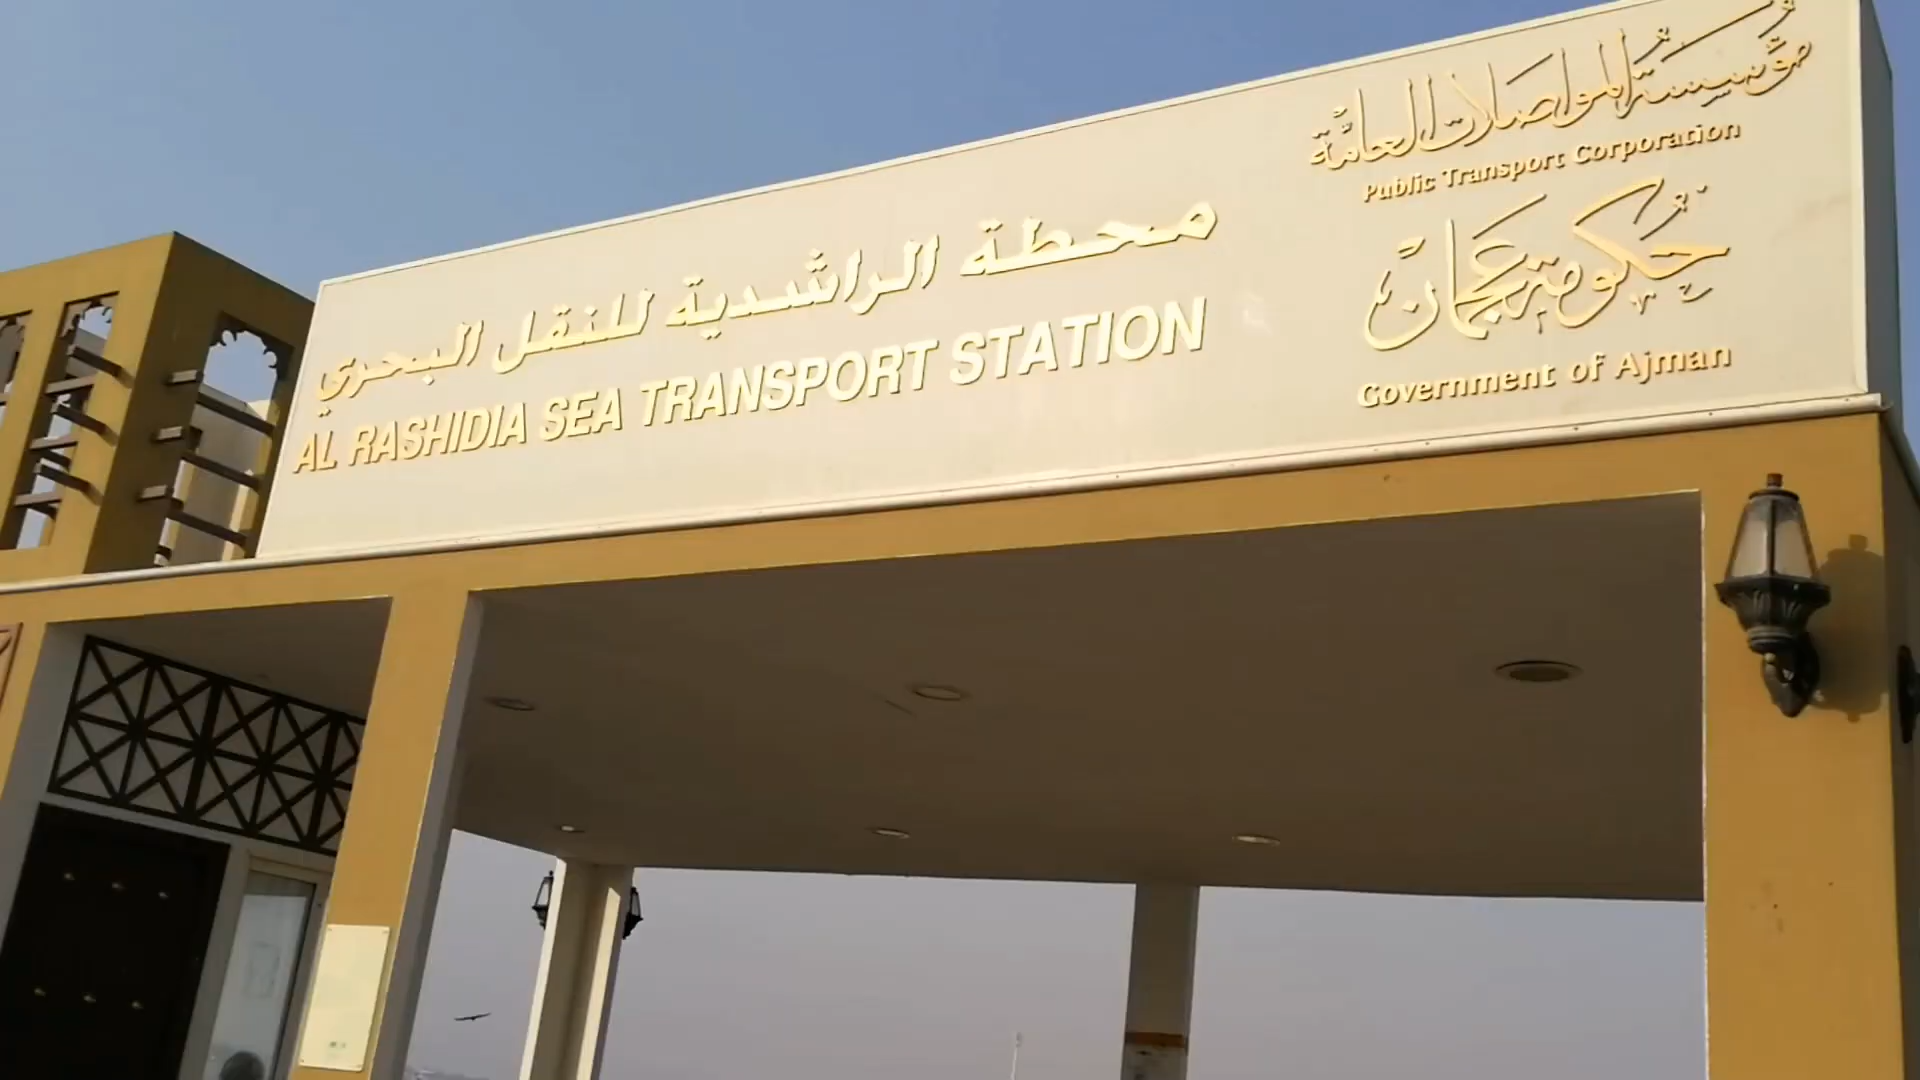 مؤسسة المواصلات العامة
Public Transport Corporation
حكومة عجمان
Government of Ajman
محطة الراشدية للنقل البحري
AL RASHIDIA SEA TRANSPORT STATION